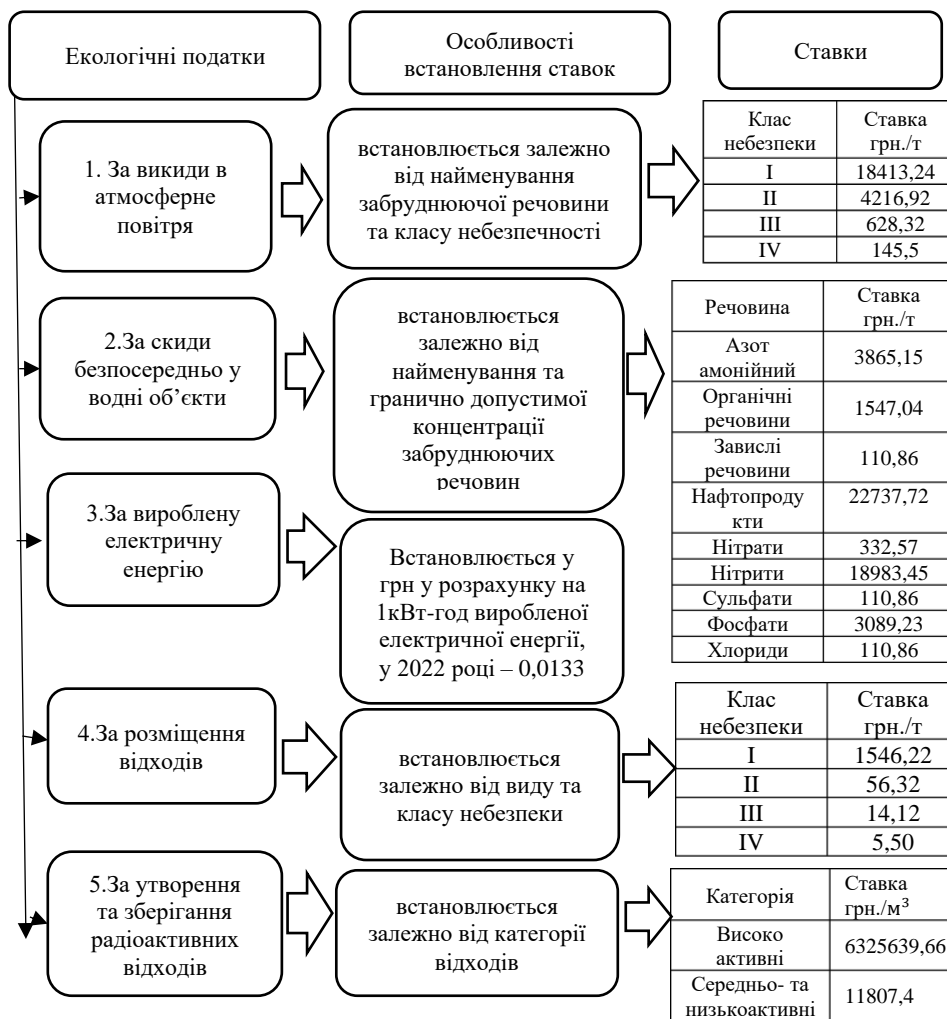 Екологічні податки
Особливості
встановлення ставок
Ставки
1. За викиди в
атмосферне
повітря
встановлюється залежно
від найменування
забруднюючої речовини
та класу небезпечності
Клас
небезпеки
Ставка
грн./т
I
18413,24
II
4216,92
III
628,32
IV
145,5
2.За скиди
безпосередньо у
водні об’єкти
встановлюється
залежно від
найменування та
гранично допустимої
концентрації
забруднюючих
речовин
Речовина
Ставка
грн./т
Азот
амонійний
3865,15
Органічні
речовини
1547,04
Завислі
речовини
110,86
Нафтопроду
кти
22737,72
Нітрати
332,57
Нітрити
18983,45
Сульфати
110,86
Фосфати
3089,23
Хлориди
110,86
3.За вироблену
електричну
енергію
Встановлюється у
грн у розрахунку на
1кВт-год виробленої
електричної енергії,
у 2022 році – 0,0133
4.За розміщення
відходів
встановлюється
залежно від виду та
класу небезпеки
Клас
небезпеки
Ставка
грн./т
I
1546,22
II
56,32
III
14,12
IV
5,50
5.За утворення
та зберігання
радіоактивних
відходів
встановлюється
залежно від категорії
відходів
Категорія
Ставка
грн./м³
Високо
активні
6325639,66
Середньо- та
низькоактивні
11807,4